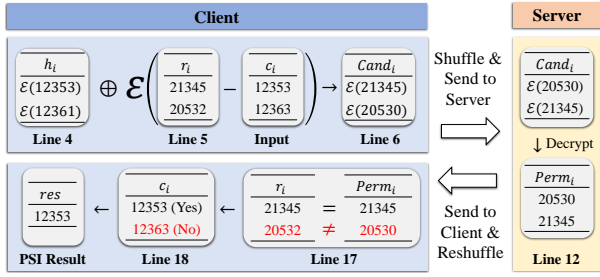 Client
Server
h_i
ℰ(12353)
ℰ(12361)
Line 4
⊕ ℰ (
r_i
21345
20532
Line 5
−
c_i
12353
12363
Input
) →
Cand_i
ℰ(21345)
ℰ(20530)
Line 6
Shuffle &
Send to
Server
Cand_i
ℰ(20530)
ℰ(21345)
↓ Decrypt
Perm_i
20530
21345
Line 12
Send to
Client &
Reshuffle
res
12353
PSI Result
←
c_i
12353 (Yes)
12363 (No)
Line 18
←
r_i = Perm_i
21345 = 21345
20532 ≠ 20530
Line 17